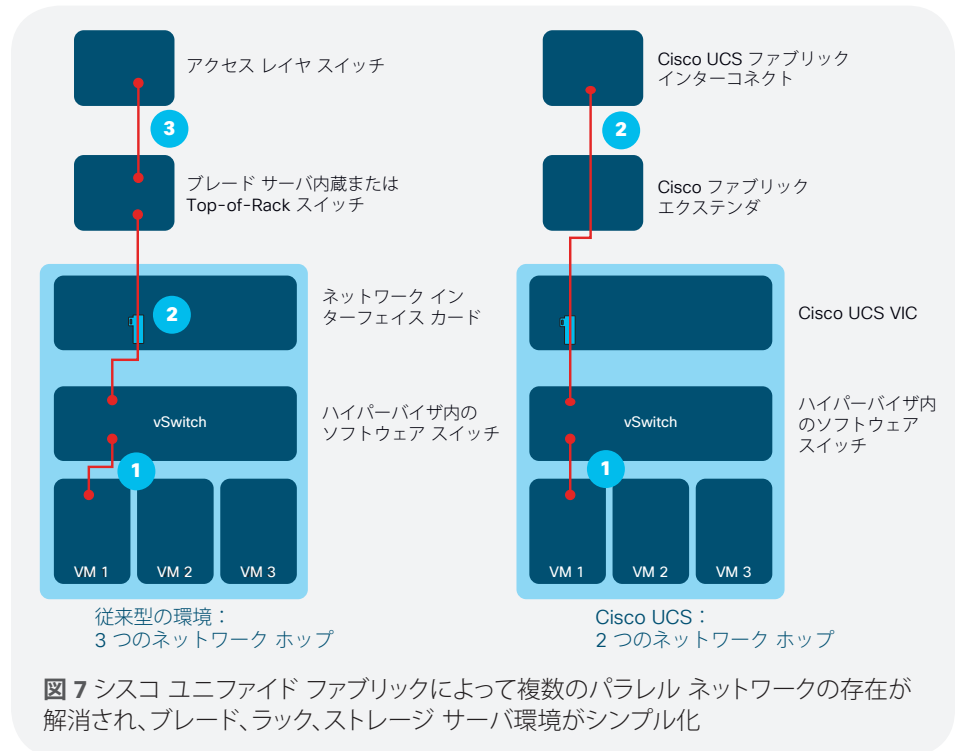 アクセス レイヤ スイッチ
3
ブレード サーバ内蔵または
Top-of-Rack スイッチ
2
ネットワーク イン
ターフェイス カード
vSwitch
ハイパーバイザ内の
ソフトウェア スイッチ
1
VM 1
VM 2
VM 3
従来型の環境：
3 つのネットワーク ホップ
Cisco UCS ファブリック
インターコネクト
2
Cisco ファブリック
エクステンダ
Cisco UCS VIC
vSwitch
ハイパーバイザ内
のソフトウェア
スイッチ
1
VM 1
VM 2
VM 3
Cisco UCS：
2 つのネットワーク ホップ
図 7 シスコ ユニファイド ファブリックによって複数のパラレル ネットワークの存在が
解消され、ブレード、ラック、ストレージ サーバ環境がシンプル化